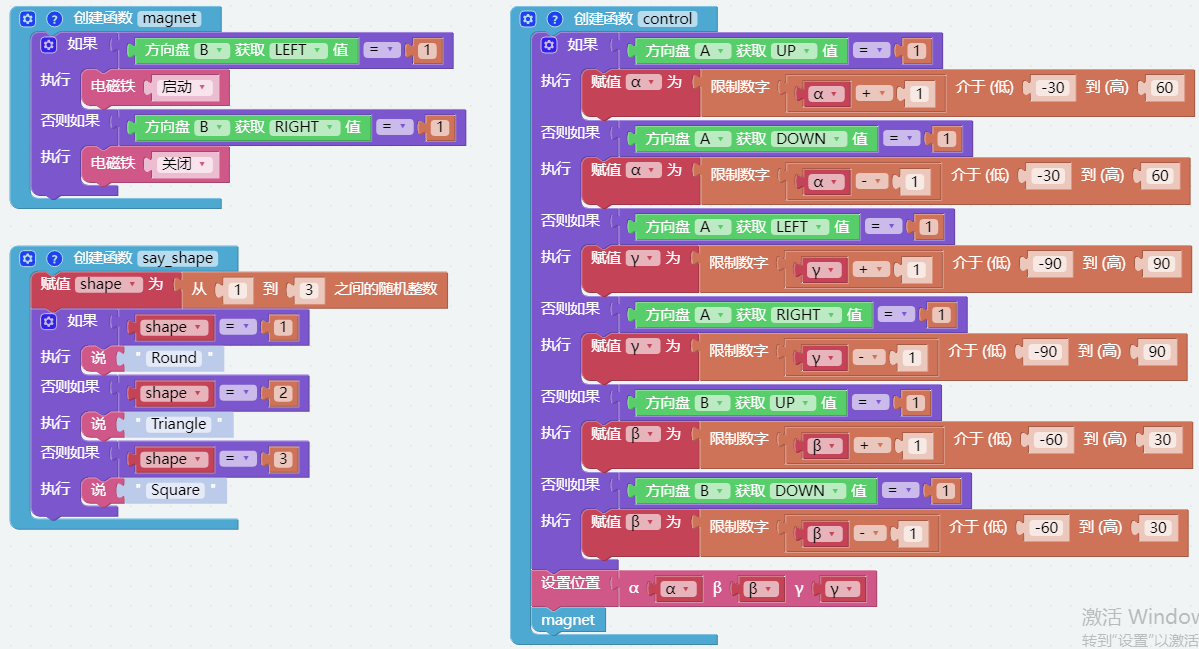 ? 创建函数 magnet
如果 方向盘 B 获取 LEFT 值 = 1
执行 电磁铁 启动
否则如果 方向盘 B 获取 RIGHT 值 = 1
执行 电磁铁 关闭
? 创建函数 say_shape
赋值 shape 为 从 1 到 3 之间的随机整数
如果 shape = 1
执行 说 " Round "
否则如果 shape = 2
执行 说 " Triangle "
否则如果 shape = 3
执行 说 " Square "
? 创建函数 control
如果 方向盘 A 获取 UP 值 = 1
执行 赋值 α 为 限制数字 α + 1 介于 (低) -30 到 (高) 60
否则如果 方向盘 A 获取 DOWN 值 = 1
执行 赋值 α 为 限制数字 α - 1 介于 (低) -30 到 (高) 60
否则如果 方向盘 A 获取 LEFT 值 = 1
执行 赋值 γ 为 限制数字 γ + 1 介于 (低) -90 到 (高) 90
否则如果 方向盘 A 获取 RIGHT 值 = 1
执行 赋值 γ 为 限制数字 γ - 1 介于 (低) -90 到 (高) 90
否则如果 方向盘 B 获取 UP 值 = 1
执行 赋值 β 为 限制数字 β + 1 介于 (低) -60 到 (高) 30
否则如果 方向盘 B 获取 DOWN 值 = 1
执行 赋值 β 为 限制数字 β - 1 介于 (低) -60 到 (高) 30
设置位置 α α β β γ γ
magnet
激活 Window
转到"设置"以激活